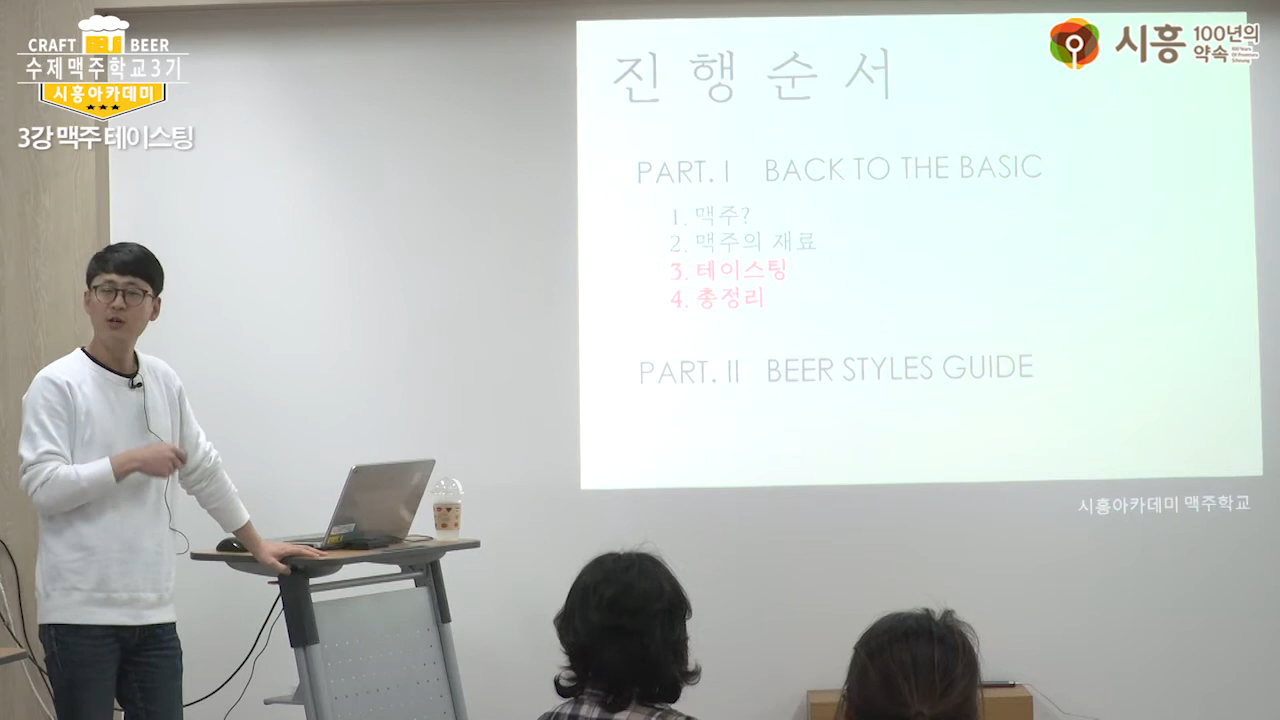 CRAFT BEER
수제맥주학교3기
시흥아카데미
3강 맥주 테이스팅
시흥 100년의 약속
진행순서
PART. I BACK TO THE BASIC
1. 맥주?
2. 맥주의 재료
3. 테이스팅
4. 총정리
PART. II BEER STYLES GUIDE
시흥아카데미 맥주학교